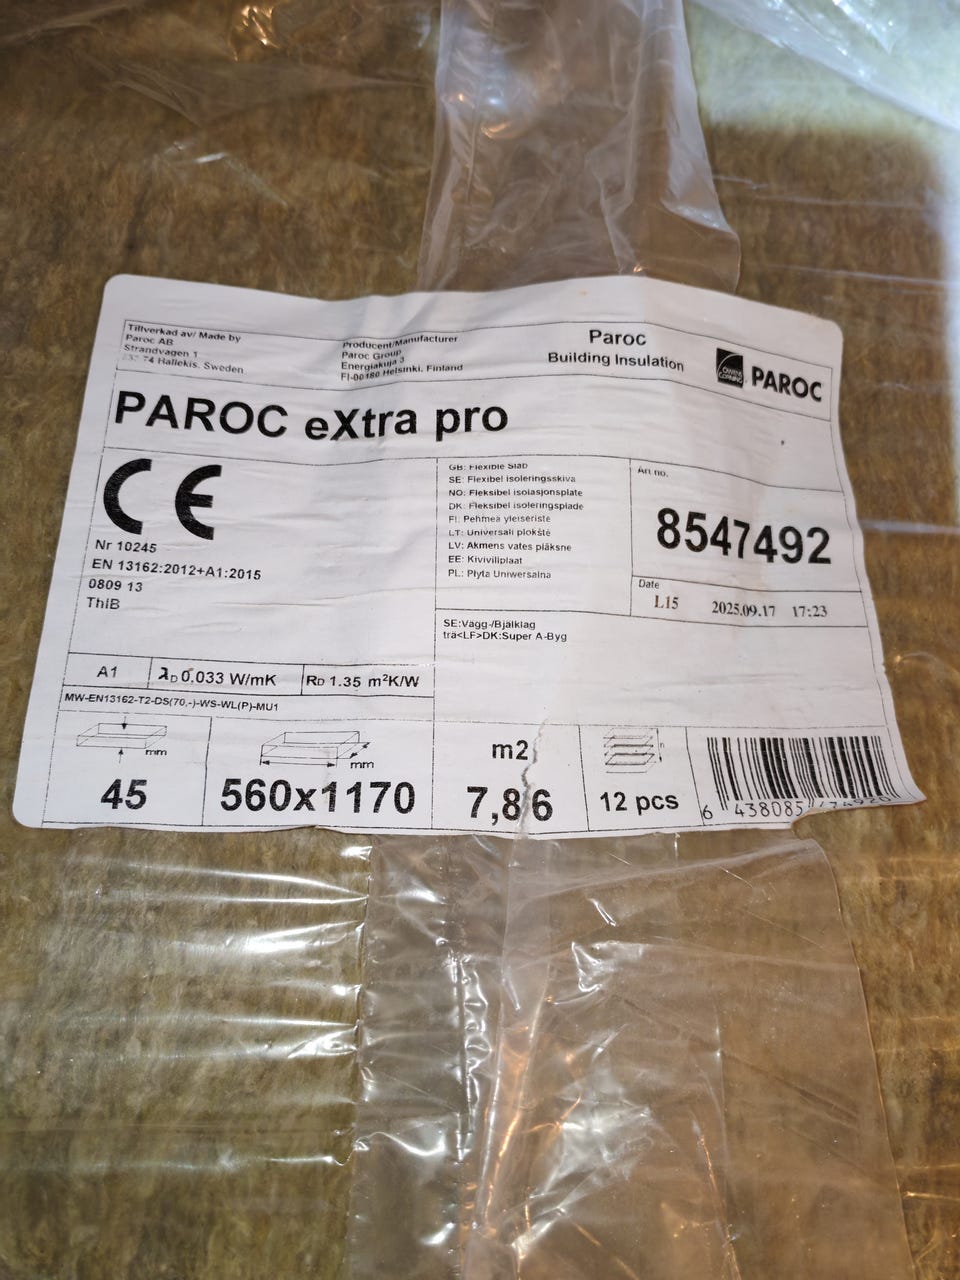 Tillverkad av/ Made by
Paroc AB
Strandvagen 1
74 Hallekis, Sweden
Producent/Manufacturer
Paroc Group
Energiakuja 3
FI-00180 Helsinki, Finland
Paroc
Building Insulation
OWENS CORNING
PAROC
PAROC eXtra pro
CE
Nr 10245
EN 13162:2012+A1:2015
0809 13
ThiB
GB: Flexible Slab
SE: Flexibel isoleringsskiva
NO: Fleksibel isolasjonsplate
DK: Fleksibel isoleringsplade
FI: Pehmeä yleiseriste
LT: Universali plokštė
LV: Akmens vates plāksne
EE: Kiviviliplaat
PL: Płyta Uniwersalna
Art no.
8547492
Date
L15 2025.09.17 17:23
SE:Vägg-/Bjälklag
trä<LF>DK:Super A-Byg
A1
λD 0,033 W/mK
RD 1.35 m²K/W
MW-EN13162-T2-DS(70,-)-WS-WL(P)-MU1
mm
45
mm
560x1170
m2
7,86
n
12 pcs
6 438085